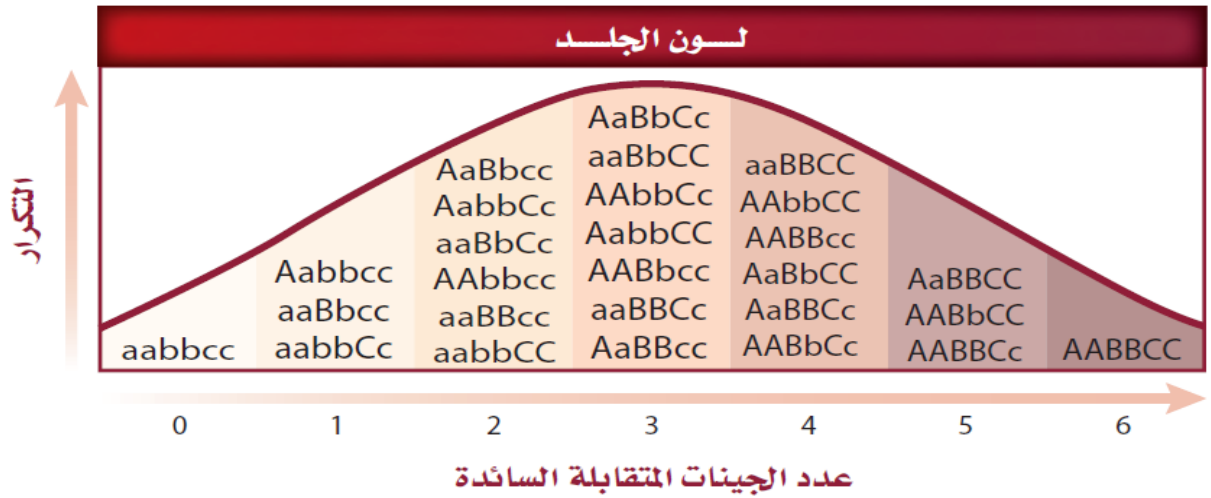 لـــون الجلـــد
التكرار
aabbcc
Aabbcc
aaBbcc
aabbCc
AaBbcc
AabbCc
aaBbCc
AAbbcc
aaBBcc
aabbCC
AaBbCc
aaBbCC
AAbbCc
AabbCC
AABbcc
aaBBCc
AaBBcc
aaBBCC
AAbbCC
AABBcc
AaBbCC
AaBBCc
AABbCc
AaBBCC
AABbCC
AABBCc
AABBCC
0 1 2 3 4 5 6
عدد الجينات المتقابلة السائدة